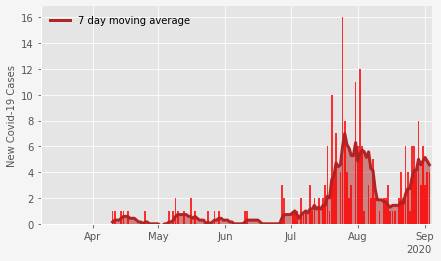 7 day moving average
New Covid-19 Cases
16
14
12
10
8
6
4
2
0
Apr
May
Jun
Jul
Aug
Sep
2020